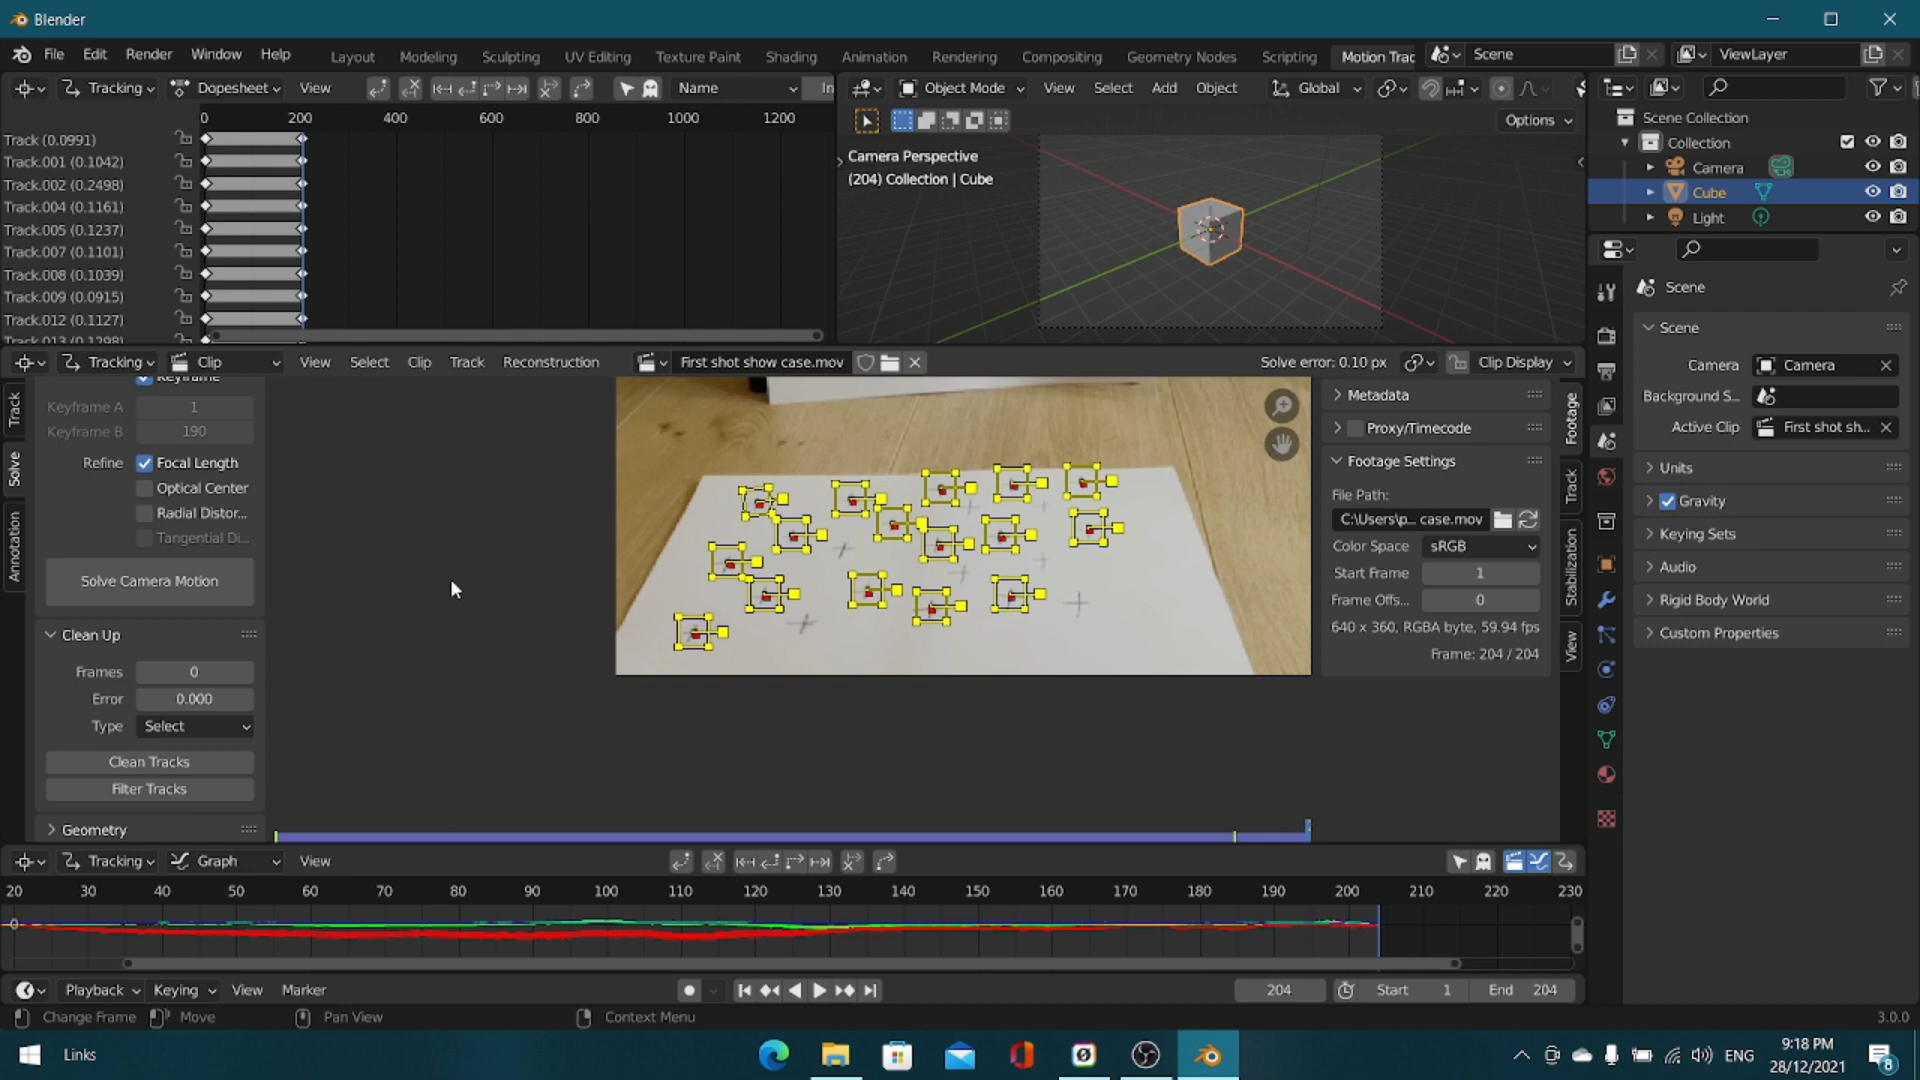 Blender
File Edit Render Window Help Layout Modeling Sculpting UV Editing Texture Paint Shading Animation Rendering Compositing Geometry Nodes Scripting Motion Trac Scene ViewLayer
Tracking Dopesheet View Name In Object Mode View Select Add Object Global
0 200 400 600 800 1000 1200
Options
Track (0.0991)
Track.001 (0.1042)
Track.002 (0.2498)
Track.004 (0.1161)
Track.005 (0.1237)
Track.007 (0.1101)
Track.008 (0.1039)
Track.009 (0.0915)
Track.012 (0.1127)
Track.013 (0.1298)
Camera Perspective
(204) Collection | Cube
Scene Collection
Collection
Camera
Cube
Light
Scene
Scene
Camera Camera
Background S...
Active Clip First shot sh...
Units
Gravity
Keying Sets
Audio
Rigid Body World
Custom Properties
Tracking Clip View Select Clip Track Reconstruction First shot show case.mov Solve error: 0.10 px Clip Display
Track
Solve
Annotation
Keyframe
Keyframe A 1
Keyframe B 190
Refine Focal Length
Optical Center
Radial Distor...
Tangential Di...
Solve Camera Motion
Clean Up
Frames 0
Error 0.000
Type Select
Clean Tracks
Filter Tracks
Geometry
Metadata
Proxy/Timecode
Footage Settings
File Path:
C:\Users\p... case.mov
Color Space sRGB
Start Frame 1
Frame Offs... 0
640 x 360, RGBA byte, 59.94 fps
Frame: 204 / 204
Footage
Track
Stabilization
View
Tracking Graph View
20 30 40 50 60 70 80 90 100 110 120 130 140 150 160 170 180 190 200 210 220 230
0
Playback Keying View Marker 204 Start 1 End 204
Change Frame Move Pan View Context Menu 3.0.0
Links ENG 9:18 PM
28/12/2021 8